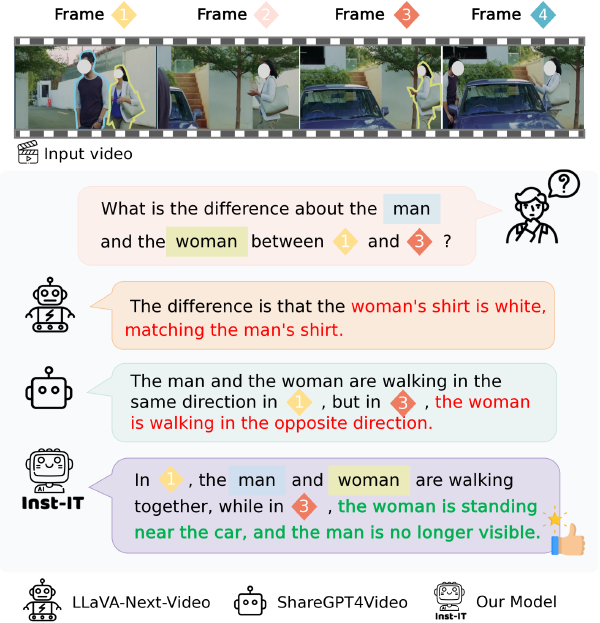 Frame 1 Frame 2 Frame 3 Frame 4
Input video
?
What is the difference about the man
and the woman between 1 and 3 ?
The difference is that the woman's shirt is white,
matching the man's shirt.
The man and the woman are walking in the
same direction in 1 , but in 3 , the woman
is walking in the opposite direction.
AI
Inst-IT
In 1 , the man and woman are walking
together, while in 3 , the woman is standing
near the car, and the man is no longer visible.
LLaVA-Next-Video ShareGPT4Video Inst-IT Our Model